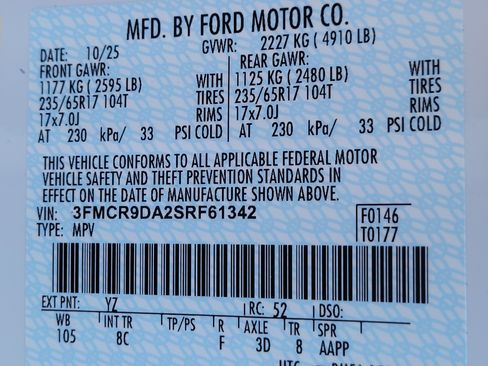 MFD. BY FORD MOTOR CO.
DATE: 10/25 GVWR: 2227 KG ( 4910 LB)
FRONT GAWR: REAR GAWR:
1177 KG ( 2595 LB) WITH 1125 KG ( 2480 LB) WITH
235/65R17 104T TIRES 235/65R17 104T TIRES
17x7.0J RIMS 17x7.0J RIMS
AT 230 kPa/ 33 PSI COLD AT 230 kPa/ 33 PSI COLD
THIS VEHICLE CONFORMS TO ALL APPLICABLE FEDERAL MOTOR
VEHICLE SAFETY AND THEFT PREVENTION STANDARDS IN
EFFECT ON THE DATE OF MANUFACTURE SHOWN ABOVE.
VIN: 3FMCR9DA2SRF61342 F0146
TYPE: MPV T0177
EXT PNT: YZ RC: 52 DSO:
WB INT TR TP/PS R AXLE TR SPR
105 8C F 3D 8 AAPP